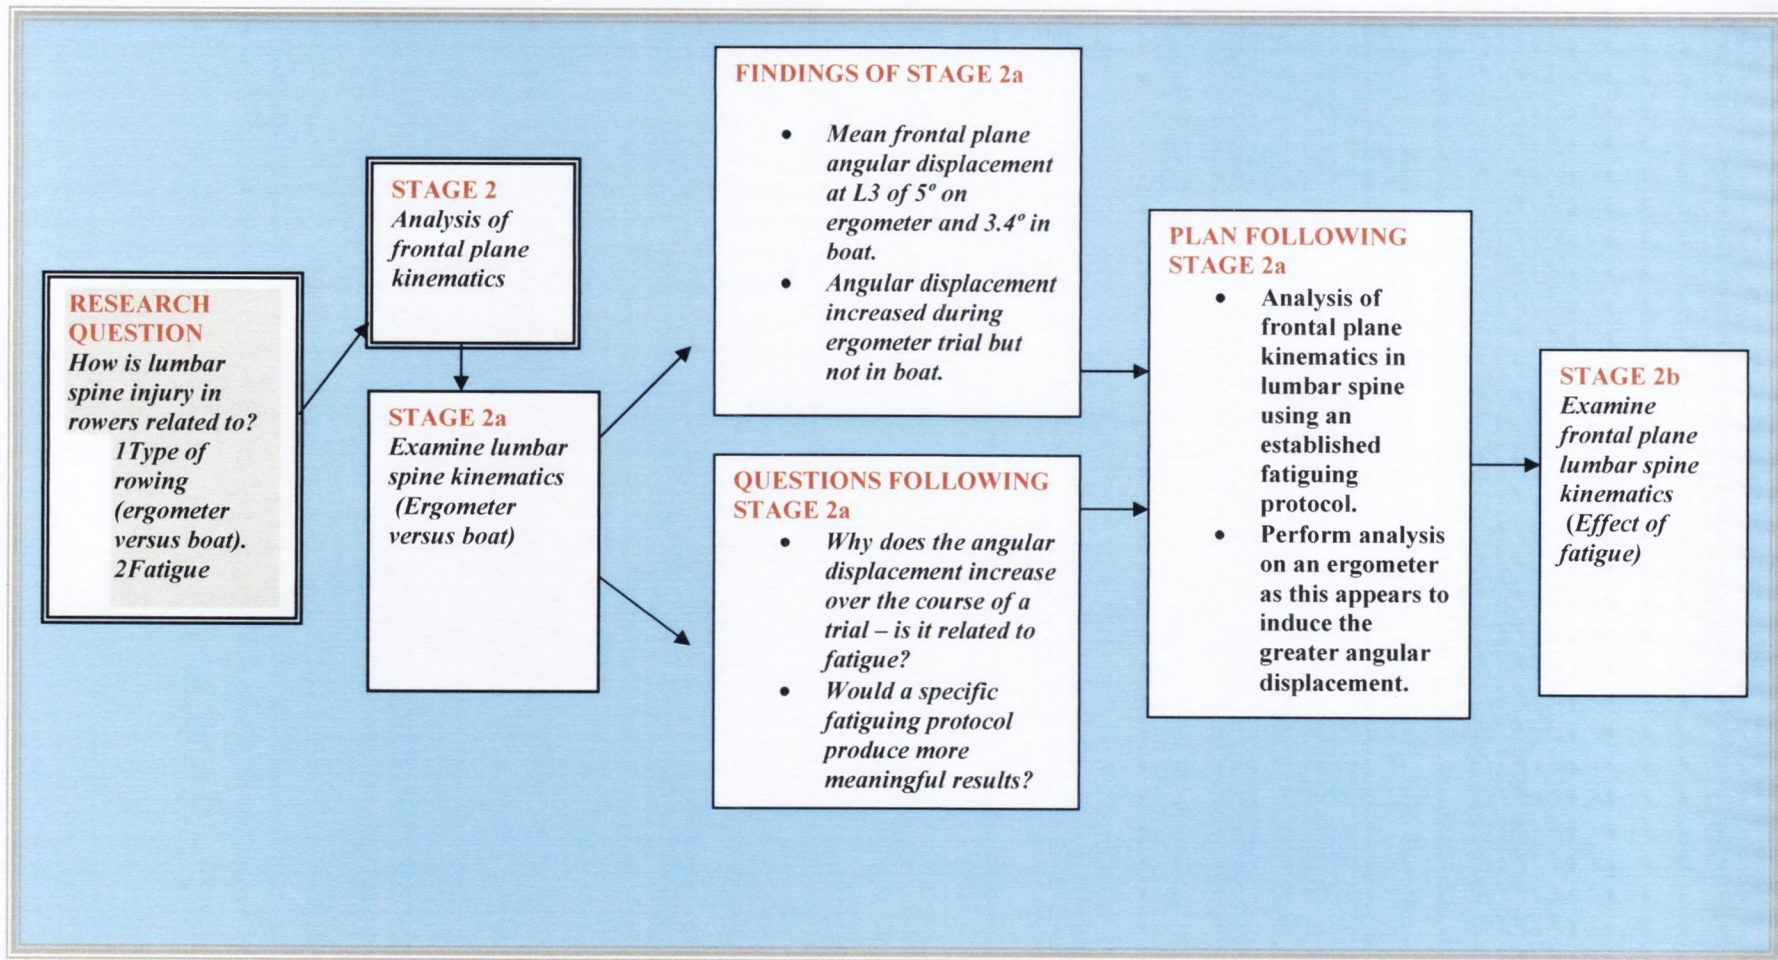 RESEARCH
QUESTION
How is lumbar
spine injury in
rowers related to?
1Type of
rowing
(ergometer
versus boat).
2Fatigue
STAGE 2
Analysis of
frontal plane
kinematics
STAGE 2a
Examine lumbar
spine kinematics
(Ergometer
versus boat)
FINDINGS OF STAGE 2a
• Mean frontal plane
angular displacement
at L3 of 5º on
ergometer and 3.4º in
boat.
• Angular displacement
increased during
ergometer trial but
not in boat.
QUESTIONS FOLLOWING
STAGE 2a
• Why does the angular
displacement increase
over the course of a
trial – is it related to
fatigue?
• Would a specific
fatiguing protocol
produce more
meaningful results?
PLAN FOLLOWING
STAGE 2a
• Analysis of
frontal plane
kinematics in
lumbar spine
using an
established
fatiguing
protocol.
• Perform analysis
on an ergometer
as this appears to
induce the
greater angular
displacement.
STAGE 2b
Examine
frontal plane
lumbar spine
kinematics
(Effect of
fatigue)